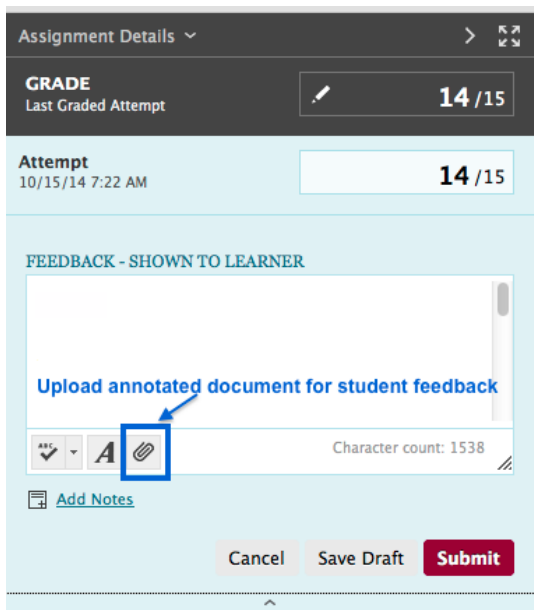 Assignment Details
GRADE
Last Graded Attempt
14 /15
Attempt
10/15/14 7:22 AM
14 /15
FEEDBACK - SHOWN TO LEARNER
Upload annotated document for student feedback
ABC
A
Character count: 1538
Add Notes
Cancel Save Draft Submit